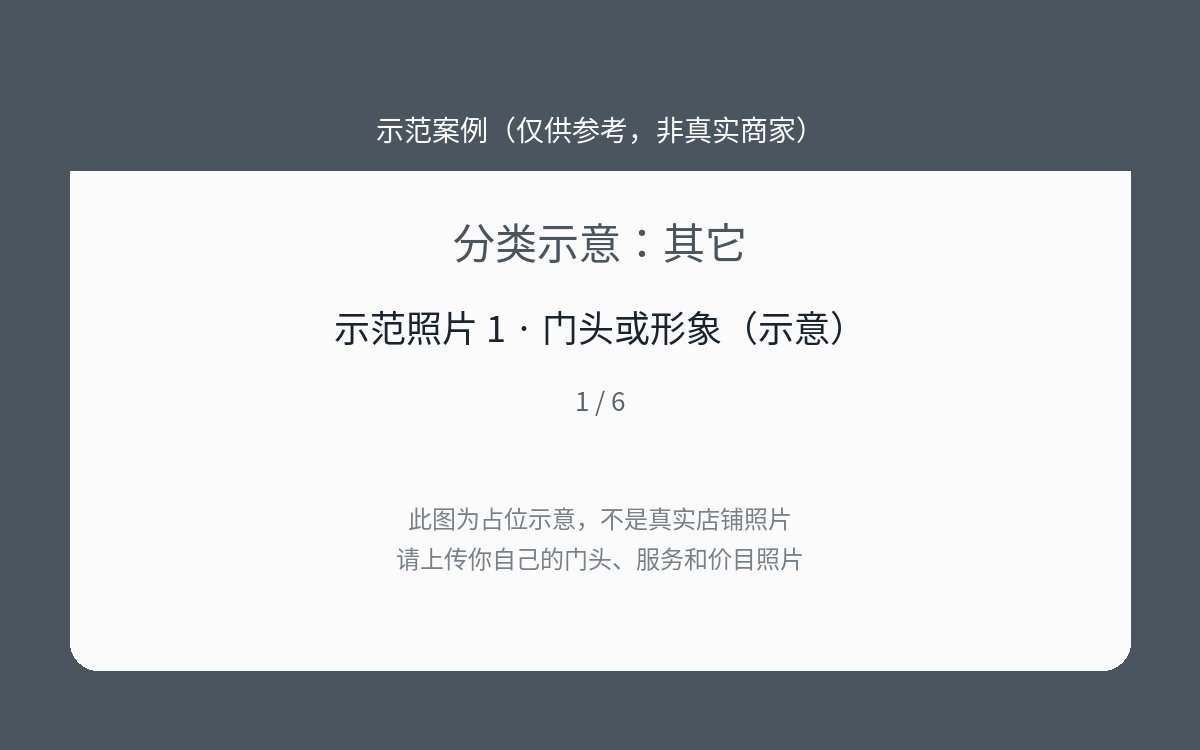 示范案例（仅供参考，非真实商家）
分类示意：其它
示范照片 1 · 门头或形象（示意）
1 / 6
此图为占位示意，不是真实店铺照片
请上传你自己的门头、服务和价目照片